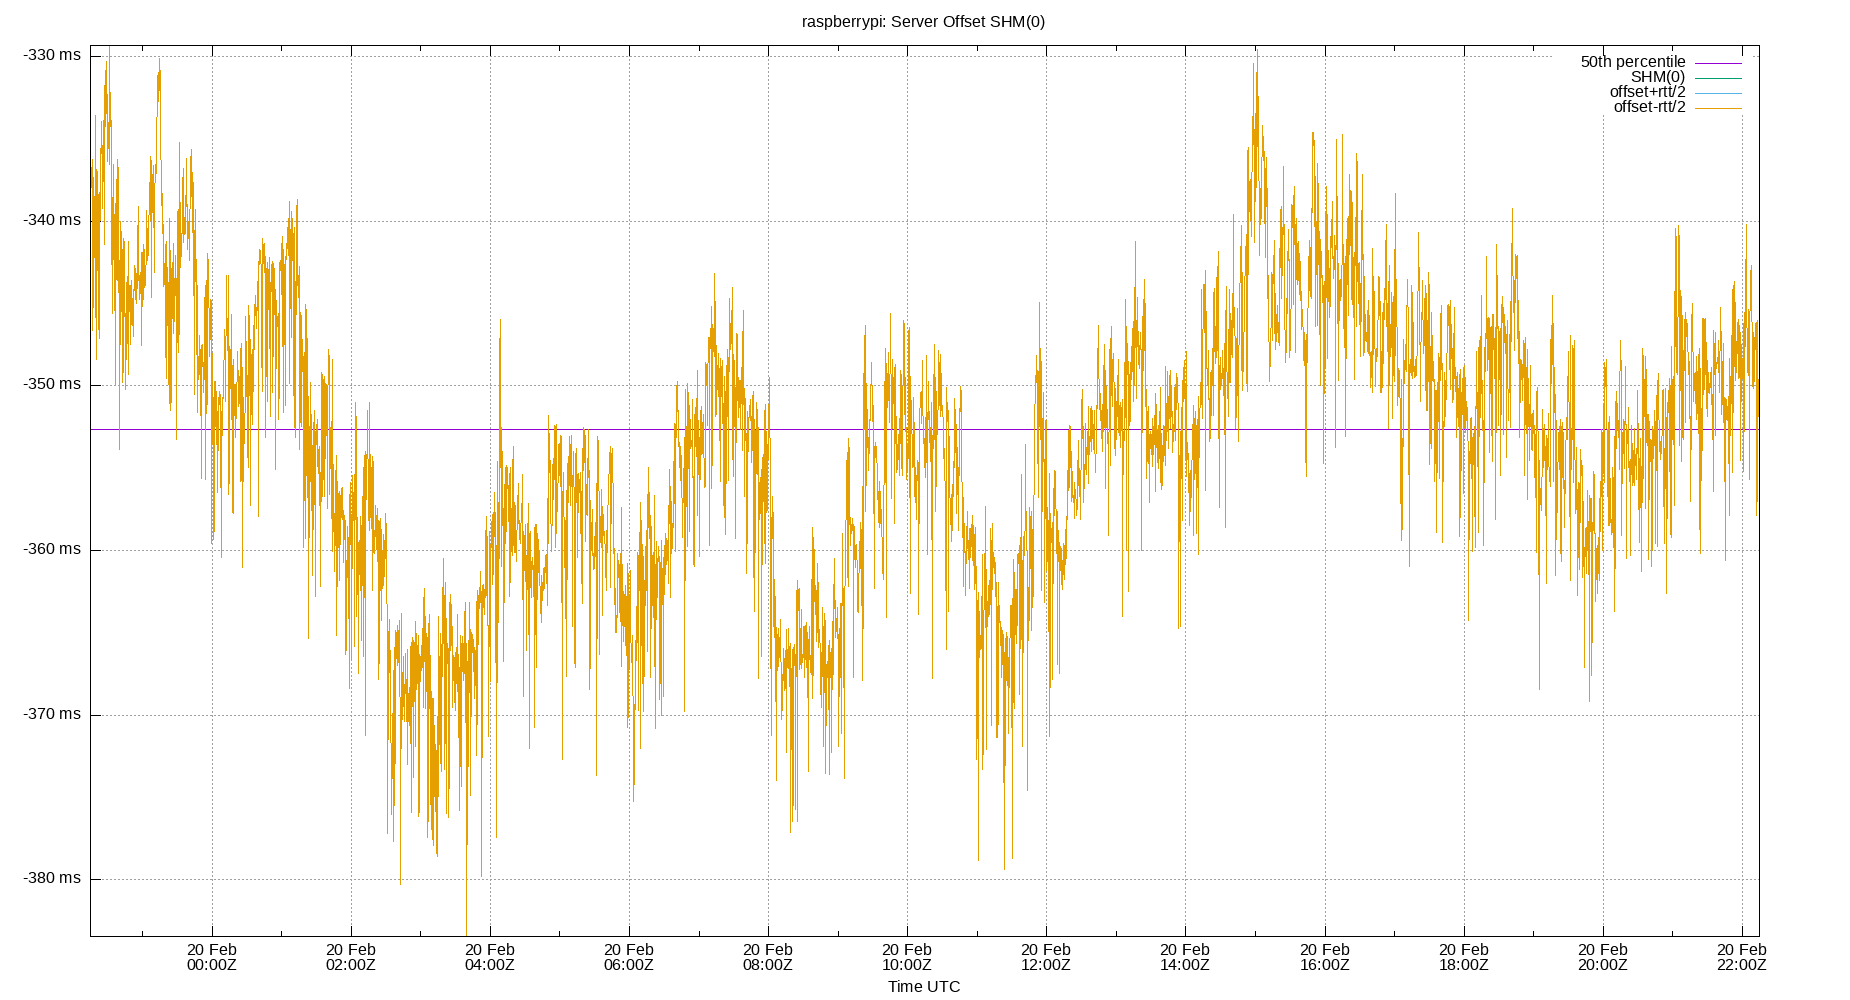 raspberrypi: Server Offset SHM(0)
-330 ms
-340 ms
-350 ms
-360 ms
-370 ms
-380 ms
50th percentile
SHM(0)
offset+rtt/2
offset-rtt/2
20 Feb 20 Feb 20 Feb 20 Feb 20 Feb 20 Feb 20 Feb 20 Feb 20 Feb 20 Feb 20 Feb 20 Feb
00:00Z 02:00Z 04:00Z 06:00Z 08:00Z 10:00Z 12:00Z 14:00Z 16:00Z 18:00Z 20:00Z 22:00Z
Time UTC